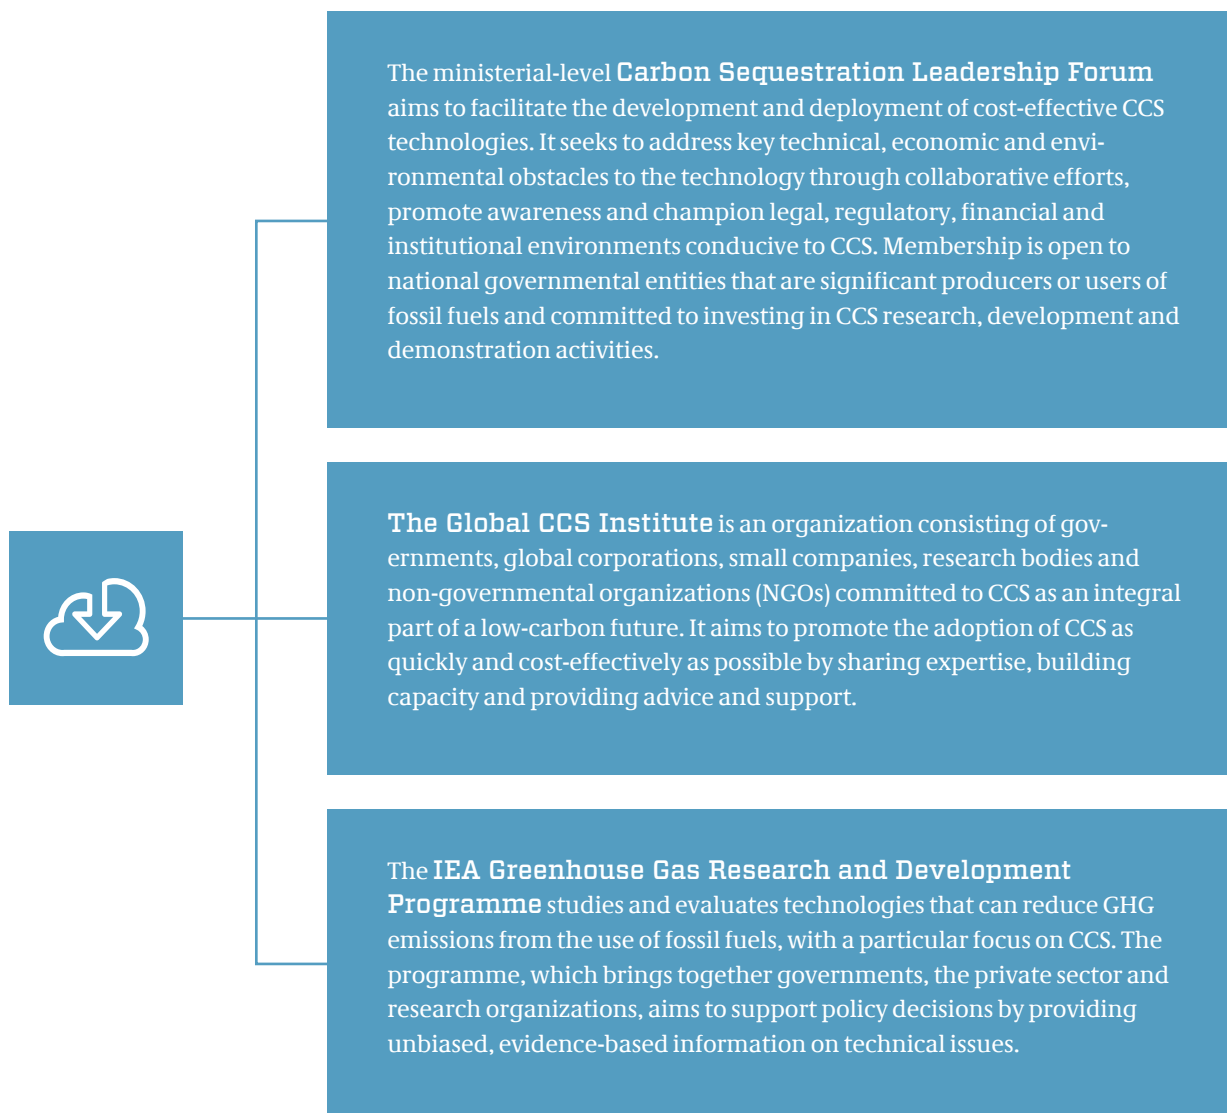 The ministerial-level Carbon Sequestration Leadership Forum
aims to facilitate the development and deployment of cost-effective CCS
technologies. It seeks to address key technical, economic and envi-
ronmental obstacles to the technology through collaborative efforts,
promote awareness and champion legal, regulatory, financial and
institutional environments conducive to CCS. Membership is open to
national governmental entities that are significant producers or users of
fossil fuels and committed to investing in CCS research, development and
demonstration activities.
The Global CCS Institute is an organization consisting of gov-
ernments, global corporations, small companies, research bodies and
non-governmental organizations (NGOs) committed to CCS as an integral
part of a low-carbon future. It aims to promote the adoption of CCS as
quickly and cost-effectively as possible by sharing expertise, building
capacity and providing advice and support.
The IEA Greenhouse Gas Research and Development
Programme studies and evaluates technologies that can reduce GHG
emissions from the use of fossil fuels, with a particular focus on CCS. The
programme, which brings together governments, the private sector and
research organizations, aims to support policy decisions by providing
unbiased, evidence-based information on technical issues.